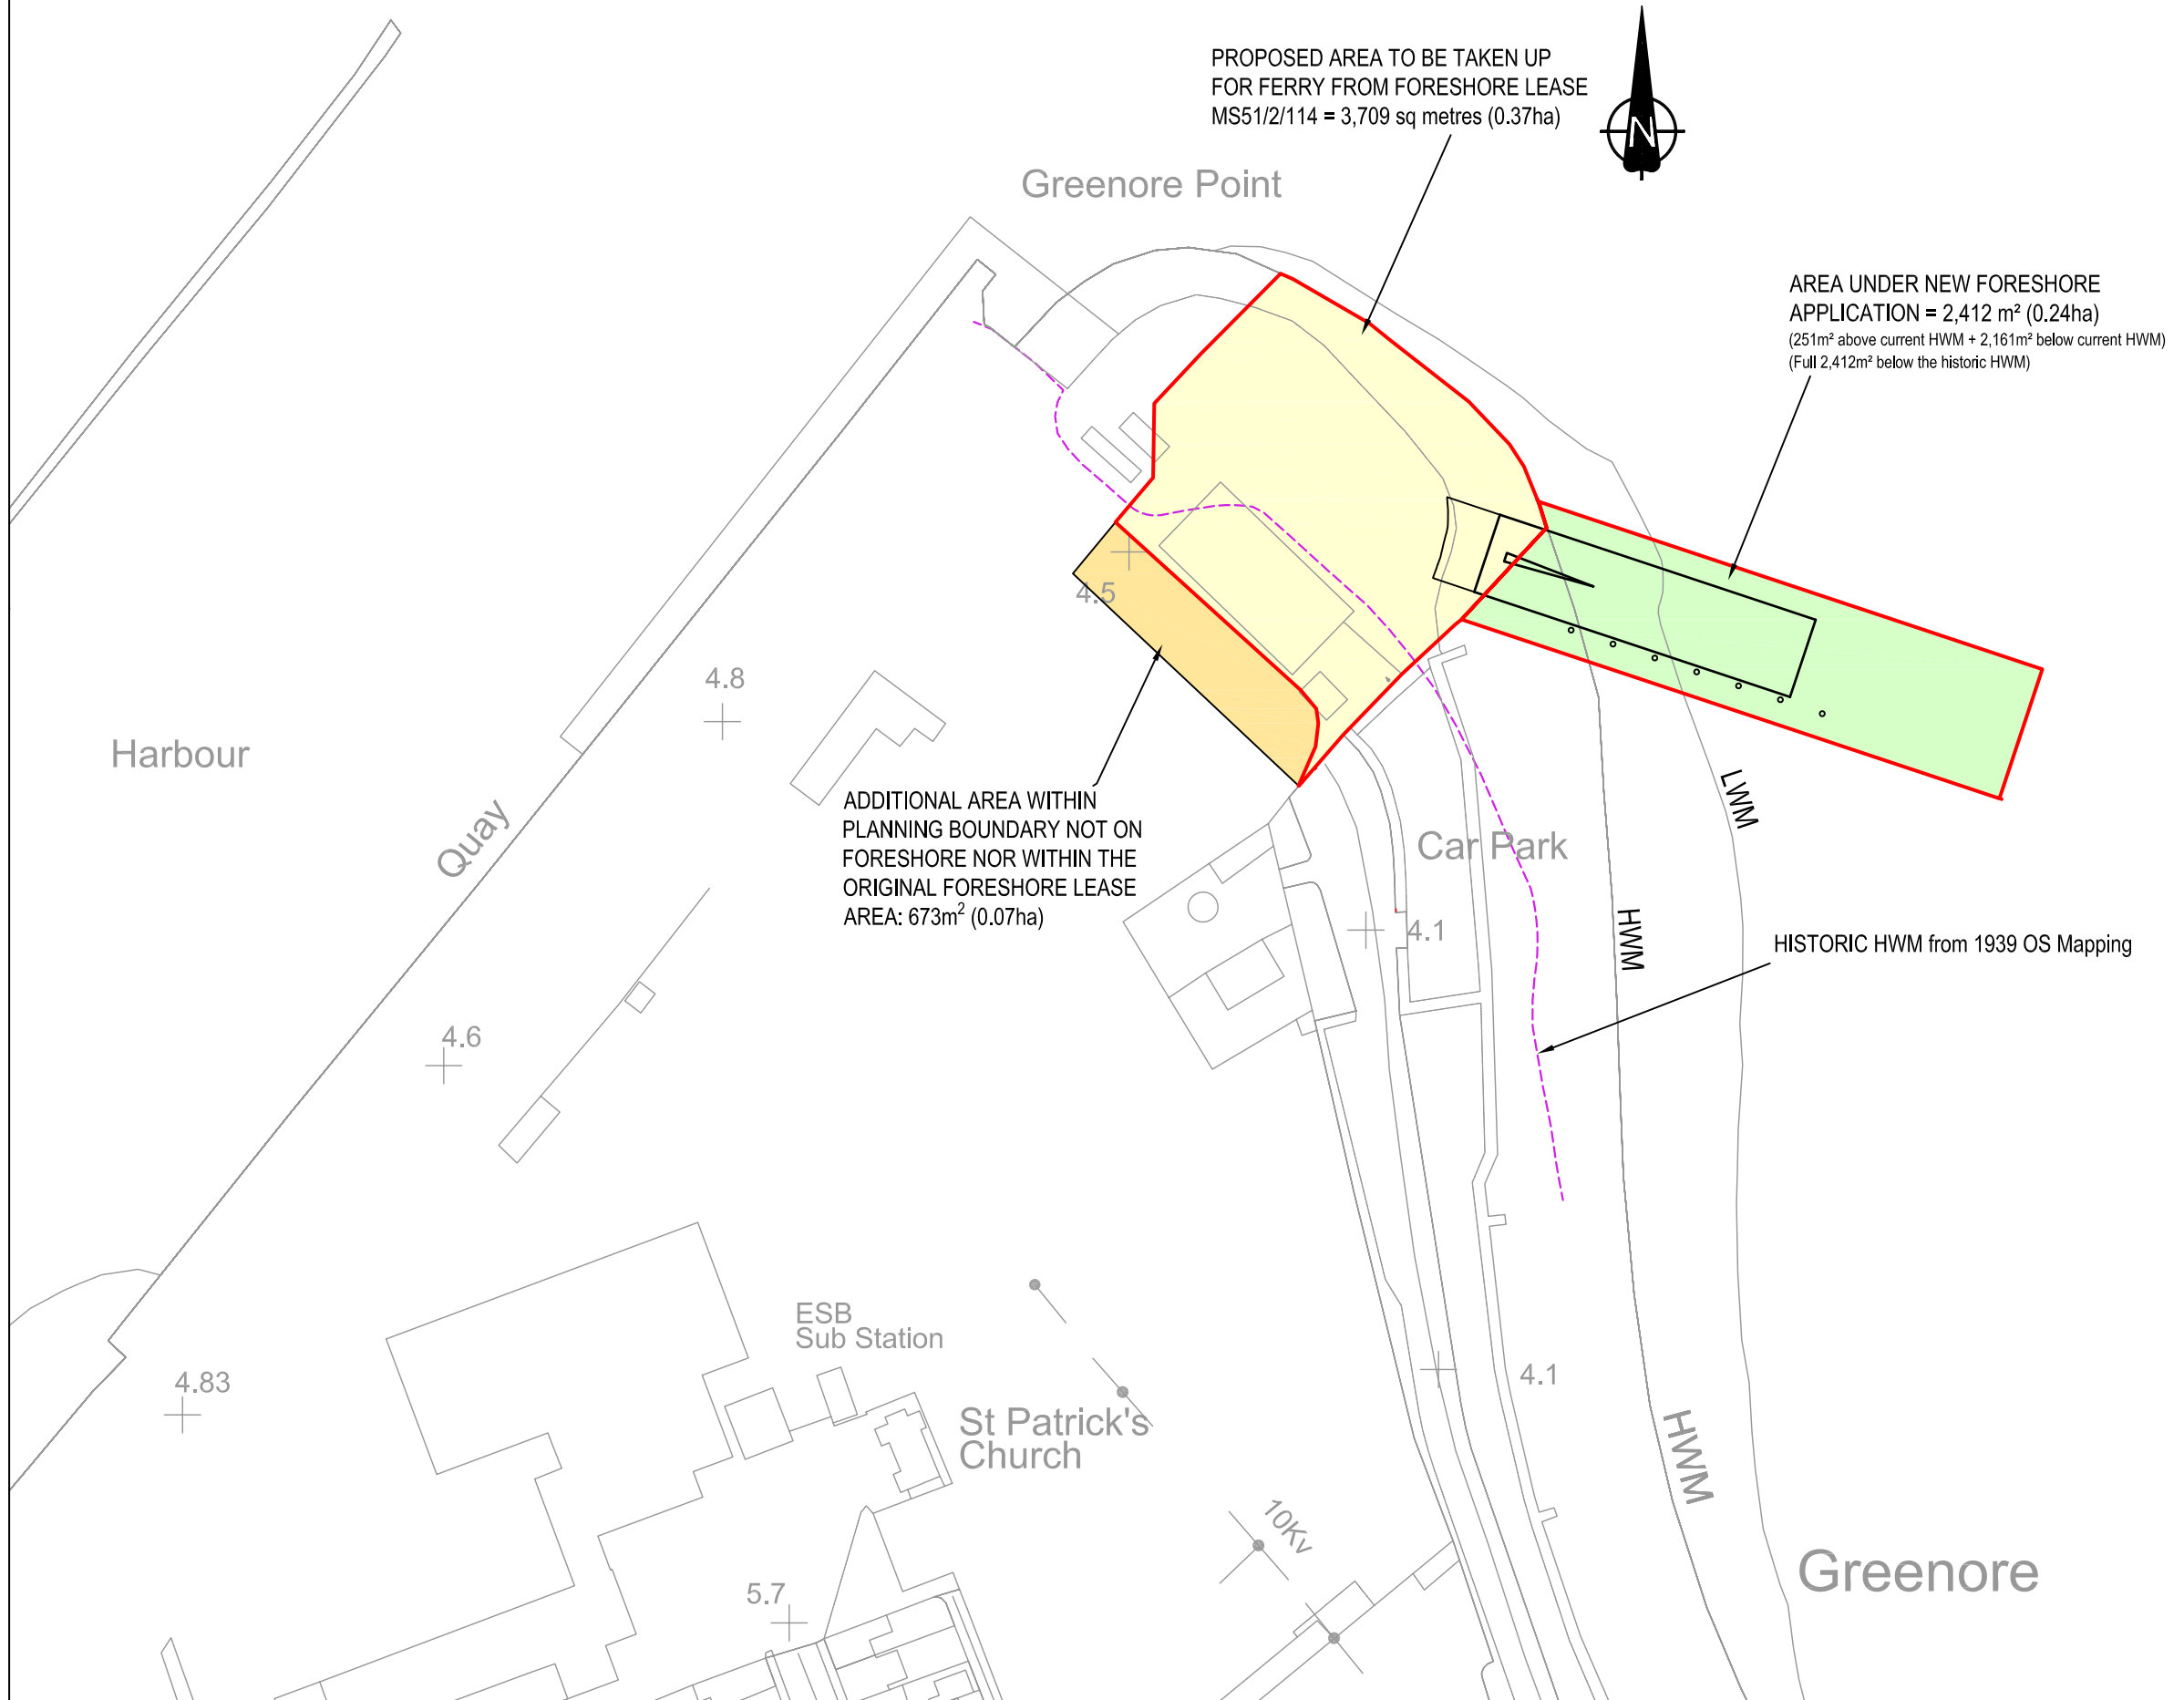 PROPOSED AREA TO BE TAKEN UP
FOR FERRY FROM FORESHORE LEASE
MS51/2/114 = 3,709 sq metres (0.37ha)
N
Greenore Point
AREA UNDER NEW FORESHORE
APPLICATION = 2,412 m² (0.24ha)
(251m² above current HWM + 2,161m² below current HWM)
(Full 2,412m² below the historic HWM)
4.5
4.8
Harbour
Quay
ADDITIONAL AREA WITHIN
PLANNING BOUNDARY NOT ON
FORESHORE NOR WITHIN THE
ORIGINAL FORESHORE LEASE
AREA: 673m² (0.07ha)
LWM
Car Park
4.1
HWM
HISTORIC HWM from 1939 OS Mapping
4.6
ESB
Sub Station
4.83
4.1
St Patrick's
Church
HWM
10Kv
Greenore
5.7